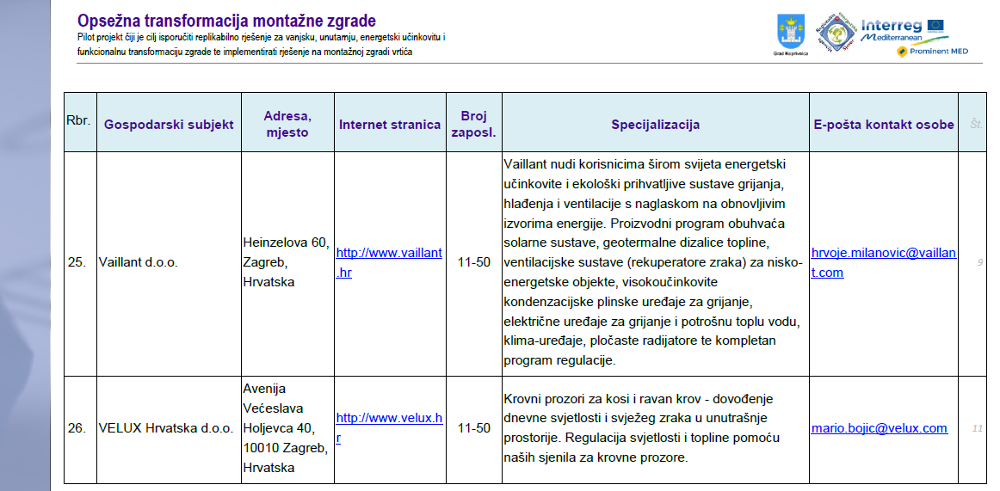 Opsežna transformacija montažne zgrade
Pilot projekt čiji je cilj isporučiti replikabilno rješenje za vanjsku, unutarnju, energetski učinkovitu i
funkcionalnu transformaciju zgrade te implementirati rješenje na montažnoj zgradi vrtića
Grad Koprivnica
Interreg
Mediterranean
Prominent MED
Rbr.
Gospodarski subjekt
Adresa,
mjesto
Internet stranica
Broj
zaposl.
Specijalizacija
E-pošta kontakt osobe
Št.
25.
Vaillant d.o.o.
Heinzelova 60,
Zagreb,
Hrvatska
http://www.vaillant
.hr
11-50
Vaillant nudi korisnicima širom svijeta energetski
učinkovite i ekološki prihvatljive sustave grijanja,
hlađenja i ventilacije s naglaskom na obnovljivim
izvorima energije. Proizvodni program obuhvaća
solarne sustave, geotermalne dizalice topline,
ventilacijske sustave (rekuperatore zraka) za nisko-
energetske objekte, visokoučinkovite
kondenzacijske plinske uređaje za grijanje,
električne uređaje za grijanje i potrošnu toplu vodu,
klima-uređaje, pločaste radijatore te kompletan
program regulacije.
hrvoje.milanovic@vaillan
t.com
9
26.
VELUX Hrvatska d.o.o.
Avenija
Većeslava
Holjevca 40,
10010 Zagreb,
Hrvatska
http://www.velux.h
r
11-50
Krovni prozori za kosi i ravan krov - dovođenje
dnevne svjetlosti i svježeg zraka u unutrašnje
prostorije. Regulacija svjetlosti i topline pomoću
naših sjenila za krovne prozore.
mario.bojic@velux.com
11